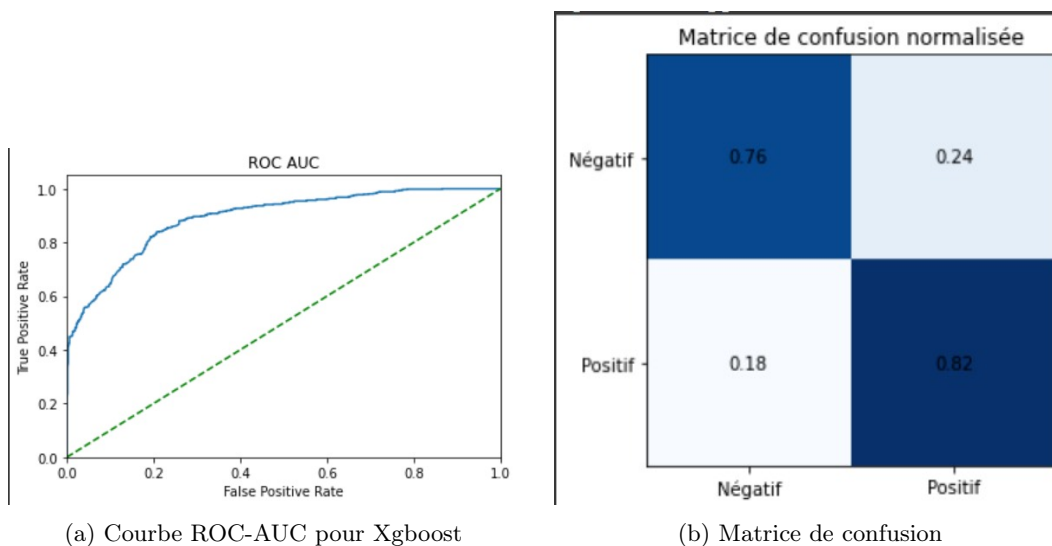 ROC AUC
True Positive Rate
1.0
0.8
0.6
0.4
0.2
0.0
0.0 0.2 0.4 0.6 0.8 1.0
False Positive Rate
(a) Courbe ROC-AUC pour Xgboost
Matrice de confusion normalisée
Négatif 0.76 0.24
Positif 0.18 0.82
Négatif Positif
(b) Matrice de confusion